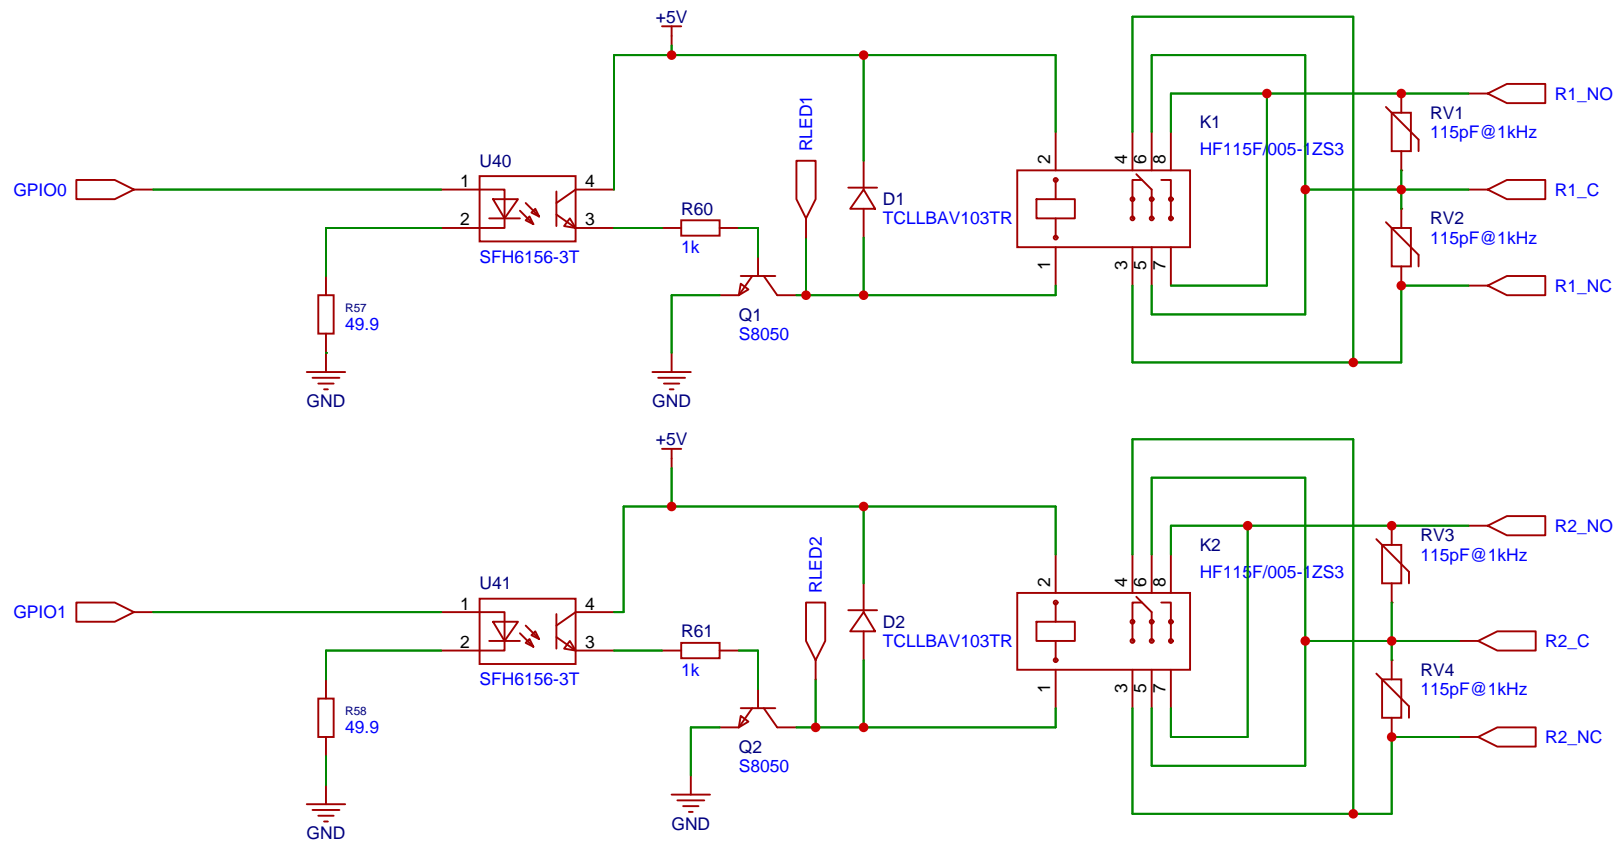 +5V
R1_NO
RV1
115pF@1kHz
K1
HF115F/005-1ZS3
RLED1
U40
GPIO0
1
4
2
3
SFH6156-3T
R60
1k
D1
TCLLBAV103TR
2
4
6
8
1
3
5
7
R1_C
RV2
115pF@1kHz
R1_NC
R57
49.9
Q1
S8050
GND
GND
+5V
R2_NO
RV3
115pF@1kHz
K2
HF115F/005-1ZS3
RLED2
U41
GPIO1
1
4
2
3
SFH6156-3T
R61
1k
D2
TCLLBAV103TR
2
4
6
8
1
3
5
7
R2_C
RV4
115pF@1kHz
R2_NC
R58
49.9
Q2
S8050
GND
GND